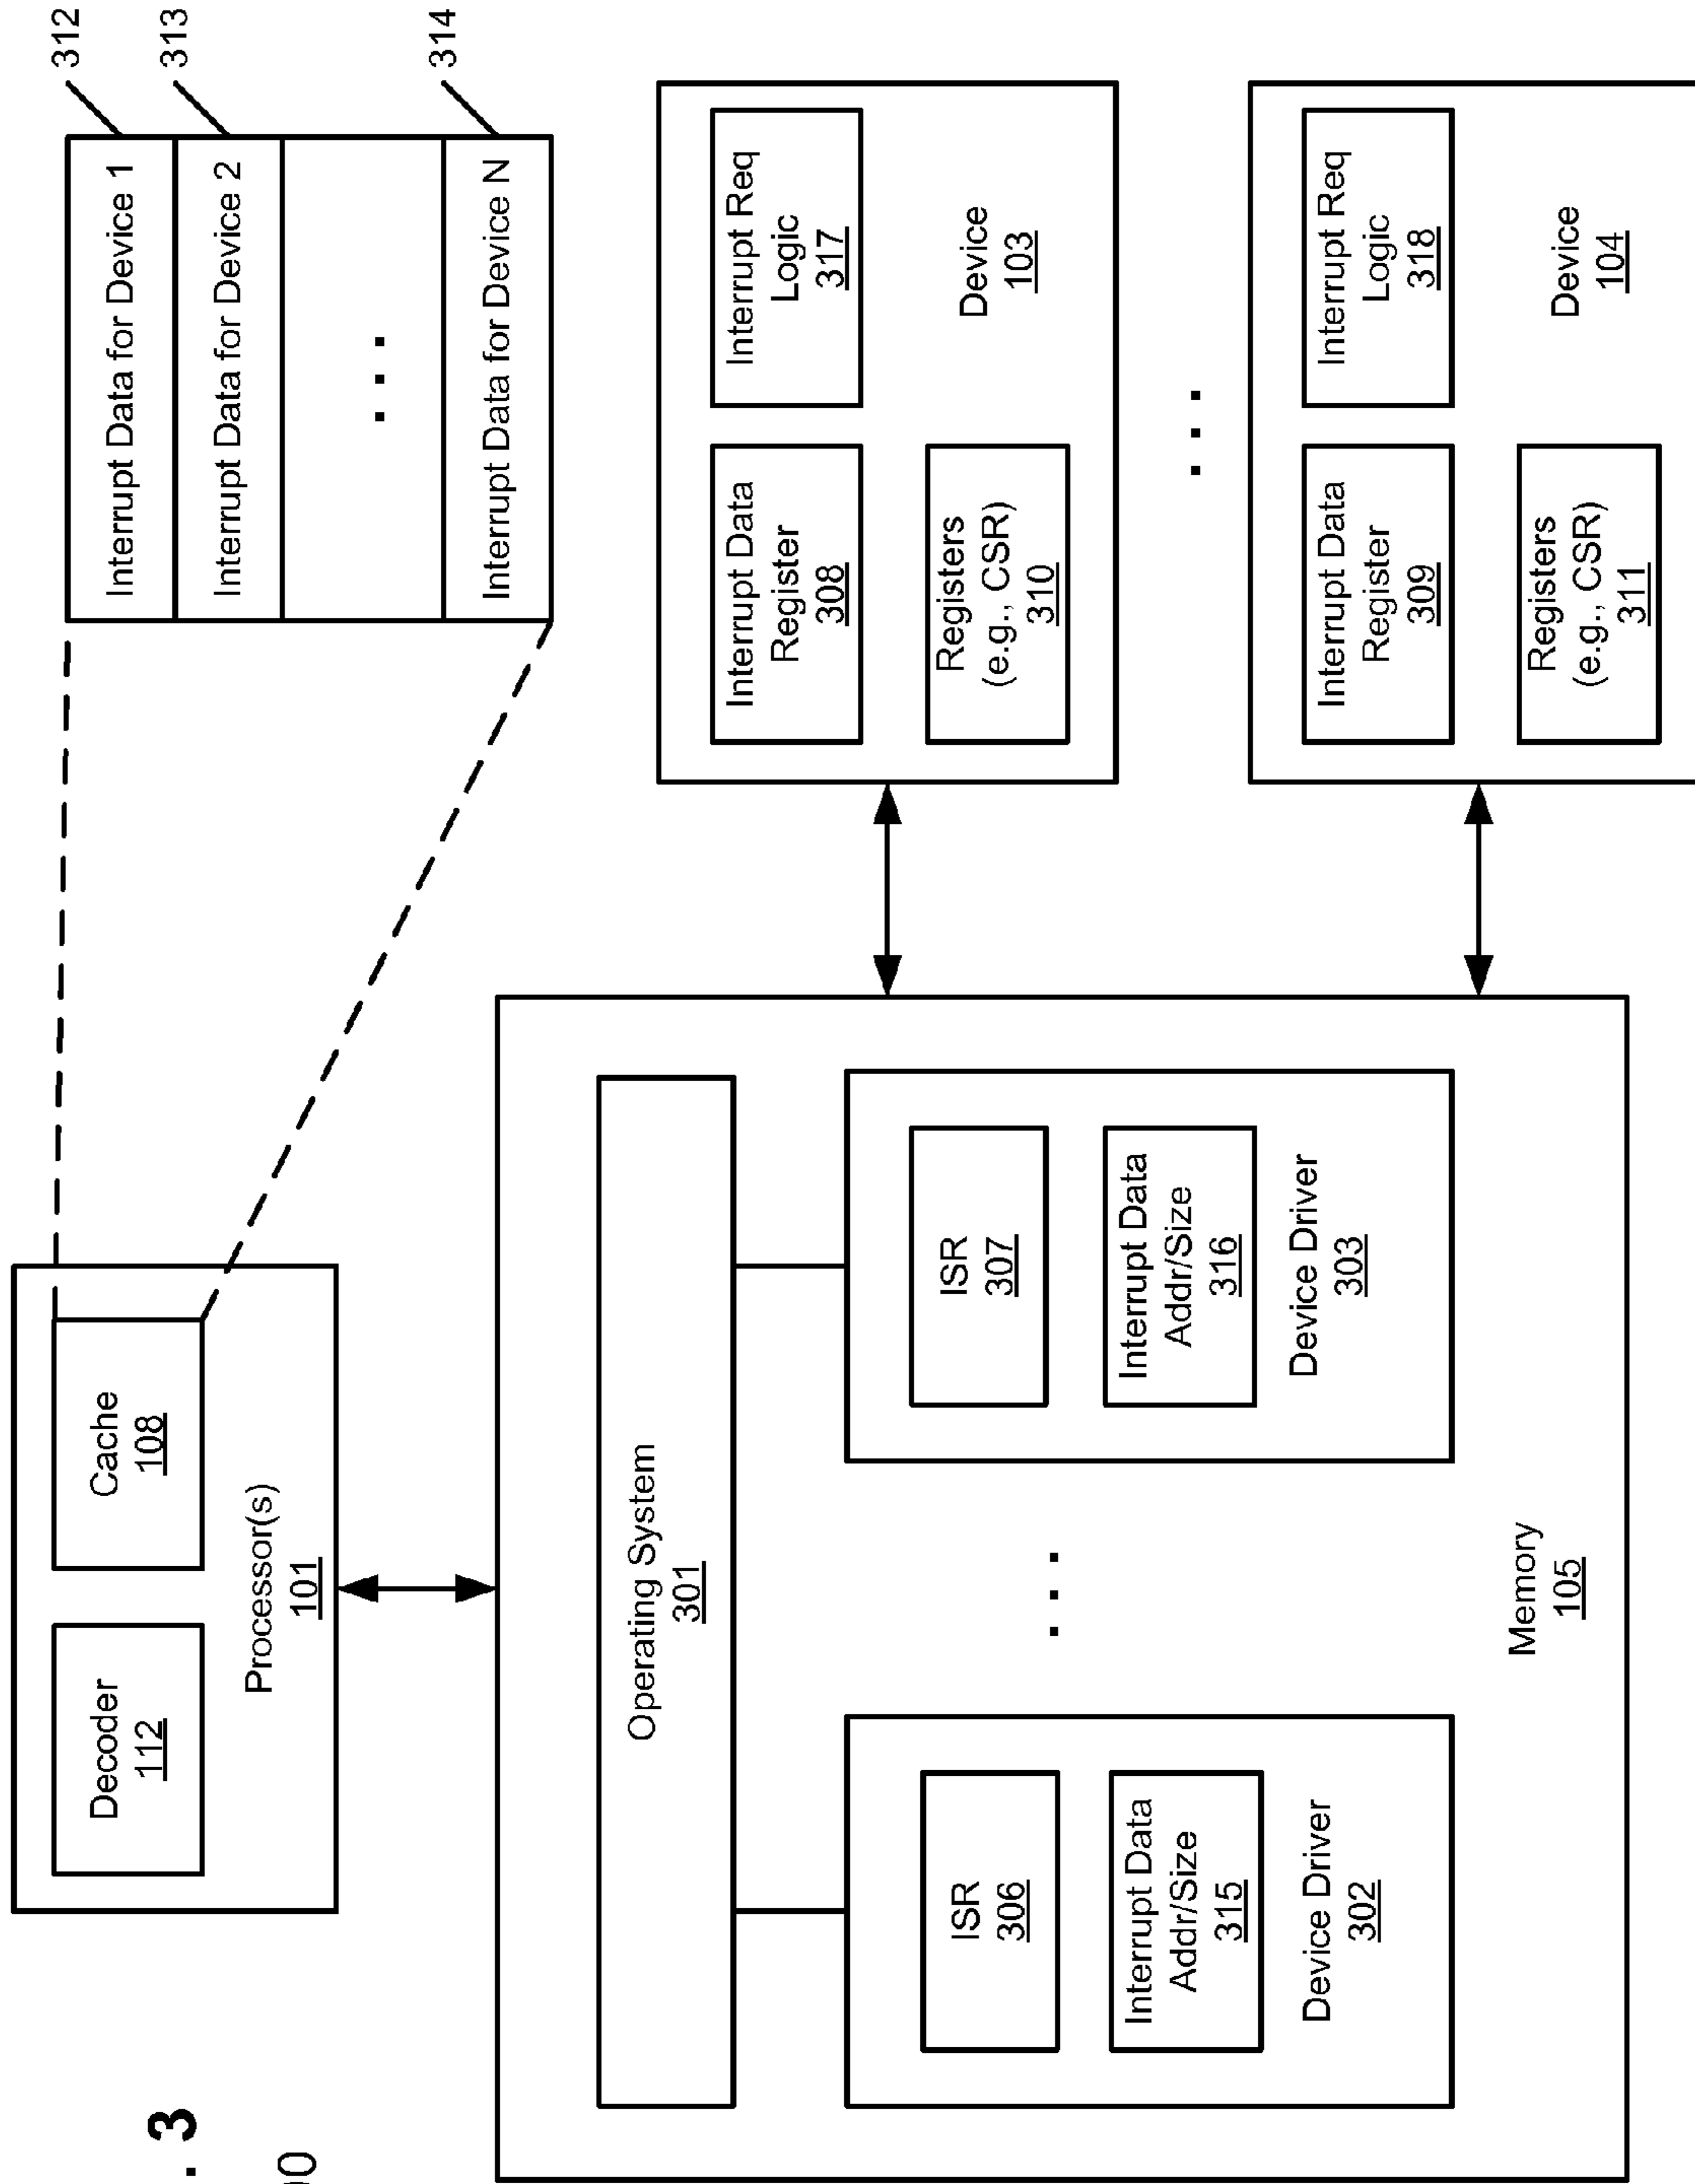 . 3
00
Decoder
112
Cache
108
Processor(s)
101
Interrupt Data for Device 1
312
Interrupt Data for Device 2
313
. . .
Interrupt Data for Device N
314
Operating System
301
ISR
306
Interrupt Data
Addr/Size
315
Device Driver
302
. . .
ISR
307
Interrupt Data
Addr/Size
316
Device Driver
303
Memory
105
Interrupt Data
Register
308
Interrupt Req
Logic
317
Registers
(e.g., CSR)
310
Device
103
. . .
Interrupt Data
Register
309
Interrupt Req
Logic
318
Registers
(e.g., CSR)
311
Device
104